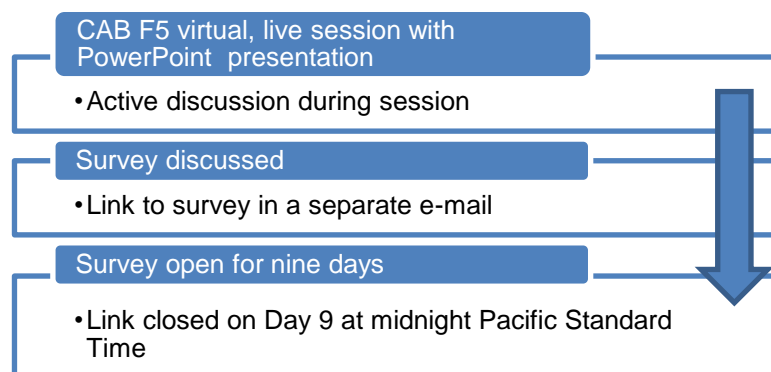 CAB F5 virtual, live session with
PowerPoint  presentation
•Active discussion during session
Survey discussed
•Link to survey in a separate e-mail
Survey open for nine days
•Link closed on Day 9 at midnight Pacific Standard
Time